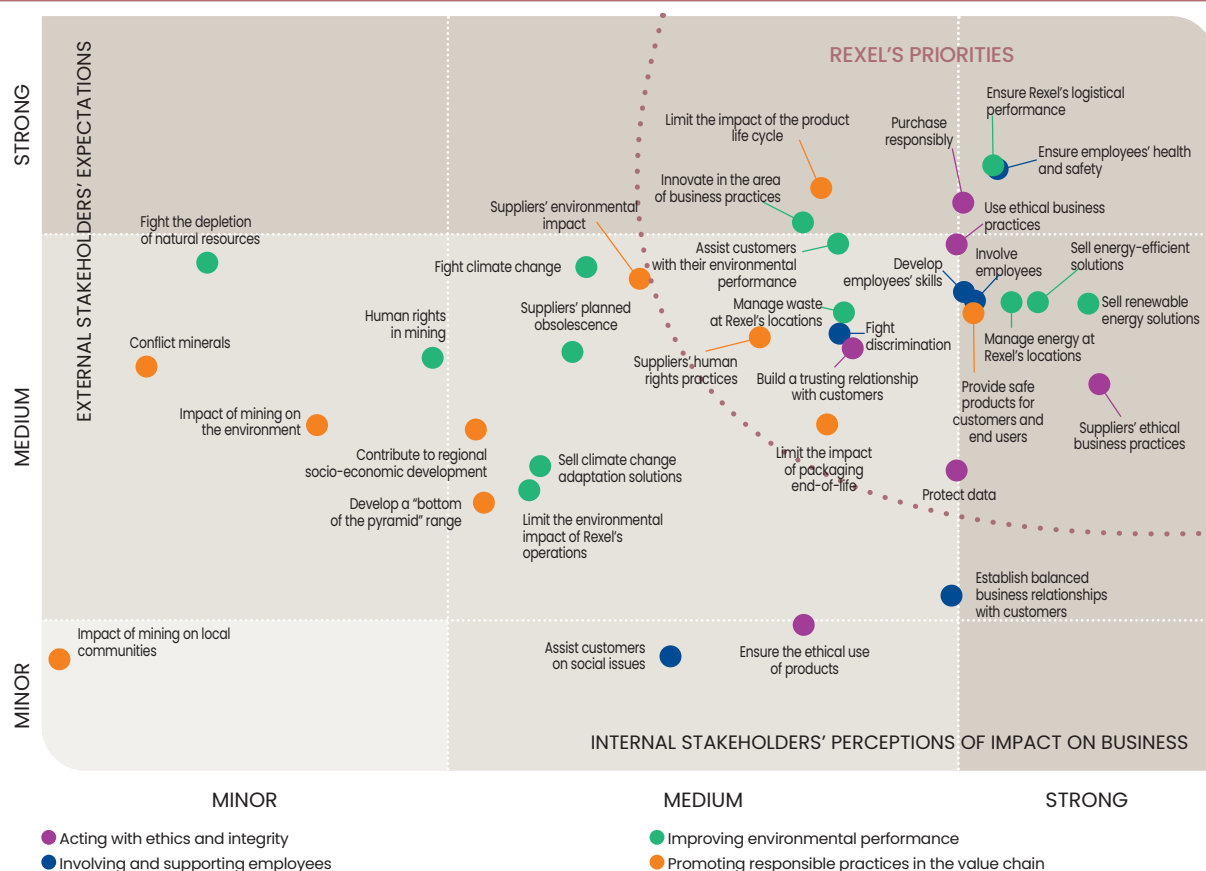 REXEL'S PRIORITIES
STRONG
MEDIUM
MINOR
EXTERNAL STAKEHOLDERS' EXPECTATIONS
Ensure Rexel's logistical
performance
Limit the impact of the product
life cycle
Purchase
responsibly
Ensure employees' health
and safety
Innovate in the area
of business practices
Suppliers' environmental
impact
Use ethical business
practices
Fight the depletion
of natural resources
Assist customers
with their environmental
performance
Develop
employees' skills
Involve
employees
Sell energy-efficient
solutions
Fight climate change
Suppliers' planned
obsolescence
Manage waste
at Rexel's locations
Sell renewable
energy solutions
Human rights
in mining
Fight
discrimination
Manage energy at
Rexel's locations
Conflict minerals
Suppliers' human
rights practices
Build a trusting relationship
with customers
Provide safe
products for
customers and
end users
Impact of mining on
the environment
Suppliers' ethical
business practices
Contribute to regional
socio-economic development
Sell climate change
adaptation solutions
Limit the impact
of packaging
end-of-life
Develop a "bottom
of the pyramid" range
Protect data
Limit the environmental
impact of Rexel's
operations
Establish balanced
business relationships
with customers
Impact of mining on local
communities
Assist customers
on social issues
Ensure the ethical use
of products
INTERNAL STAKEHOLDERS' PERCEPTIONS OF IMPACT ON BUSINESS
MINOR
MEDIUM
STRONG
Acting with ethics and integrity
Improving environmental performance
Involving and supporting employees
Promoting responsible practices in the value chain